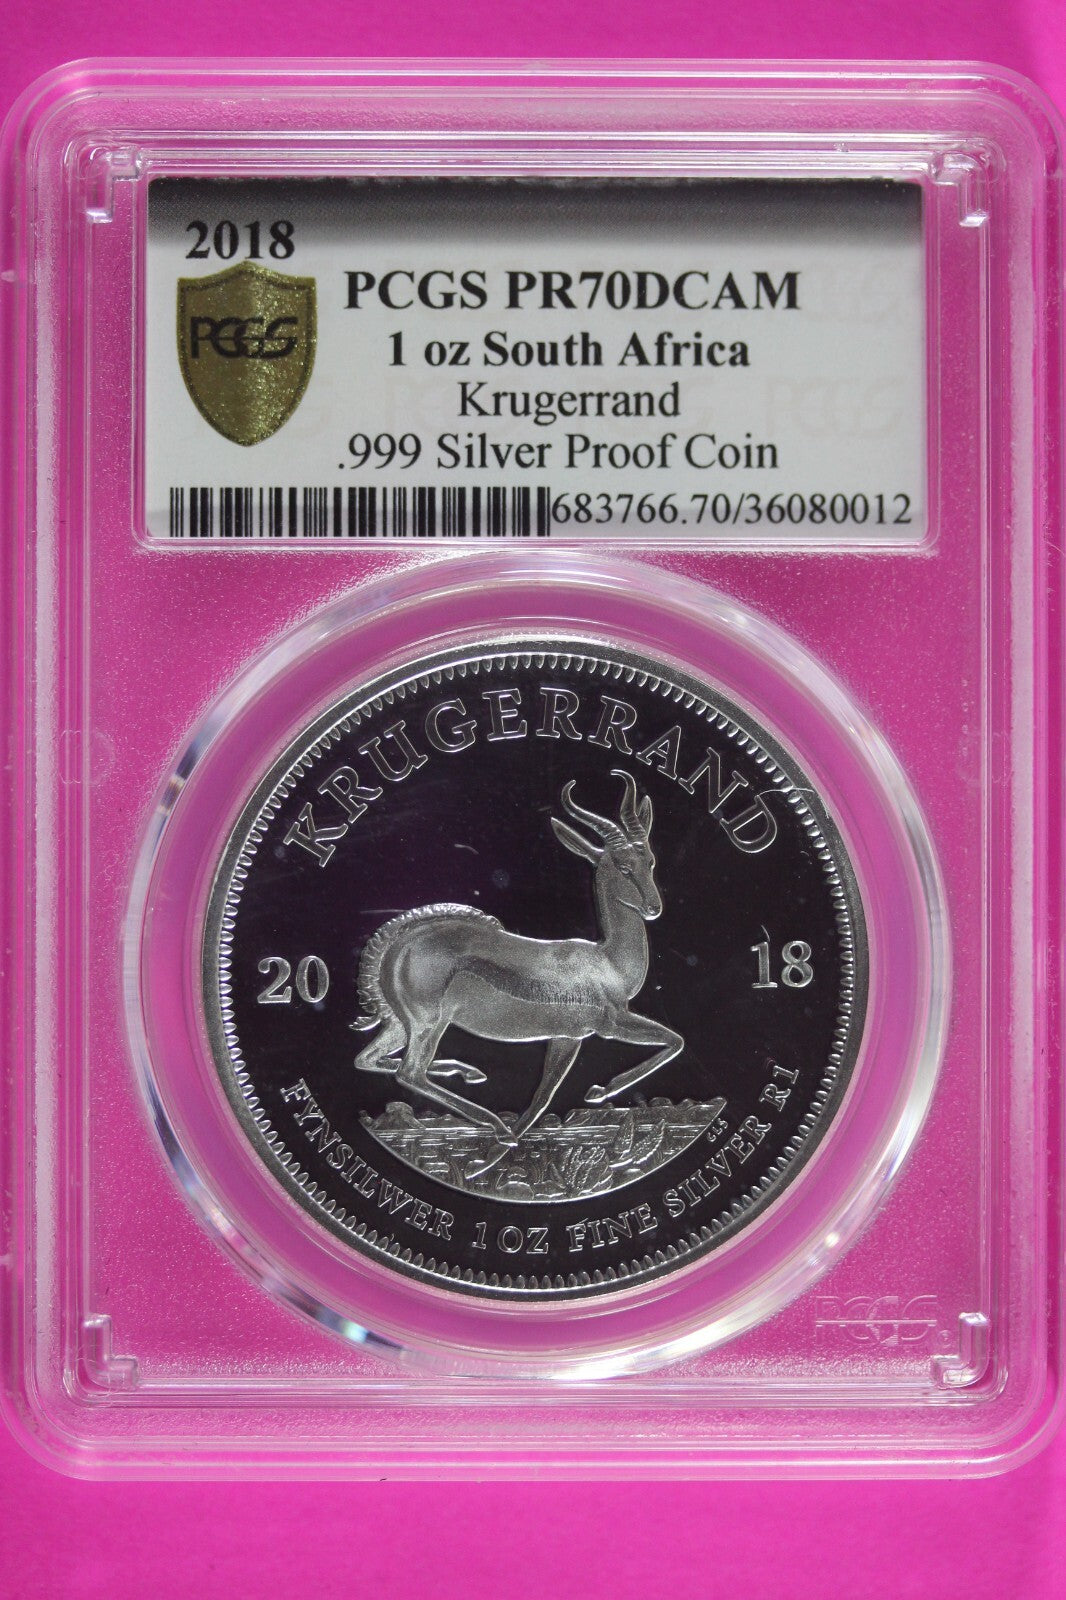 2018
PCGS
PCGS PR70DCAM
1 oz South Africa
Krugerrand
.999 Silver Proof Coin
683766.70/36080012
KRUGERRAND
20 18
FYNSILWER 1 OZ FINE SILVER R1
GLS
PCGS